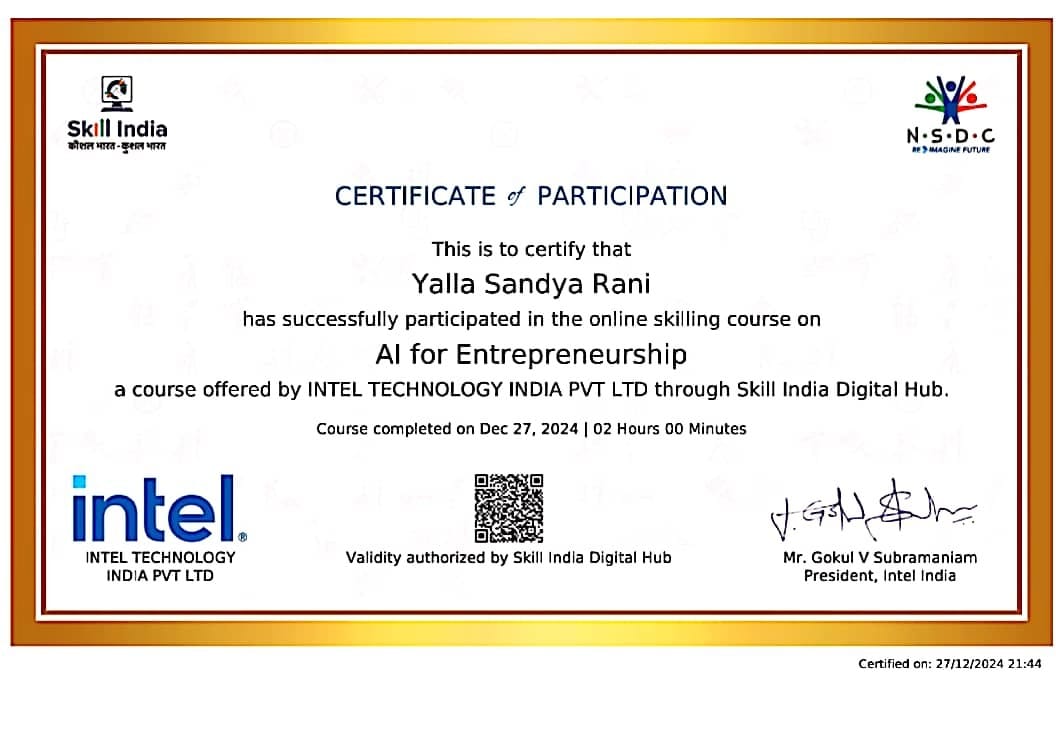 Skill India
कौशल भारत - कुशल भारत
N·S·D·C
RE IMAGINE FUTURE
CERTIFICATE of PARTICIPATION
This is to certify that
Yalla Sandya Rani
has successfully participated in the online skilling course on
AI for Entrepreneurship
a course offered by INTEL TECHNOLOGY INDIA PVT LTD through Skill India Digital Hub.
Course completed on Dec 27, 2024 | 02 Hours 00 Minutes
intel®
INTEL TECHNOLOGY
INDIA PVT LTD
Validity authorized by Skill India Digital Hub
Mr. Gokul V Subramaniam
President, Intel India
Certified on: 27/12/2024 21:44